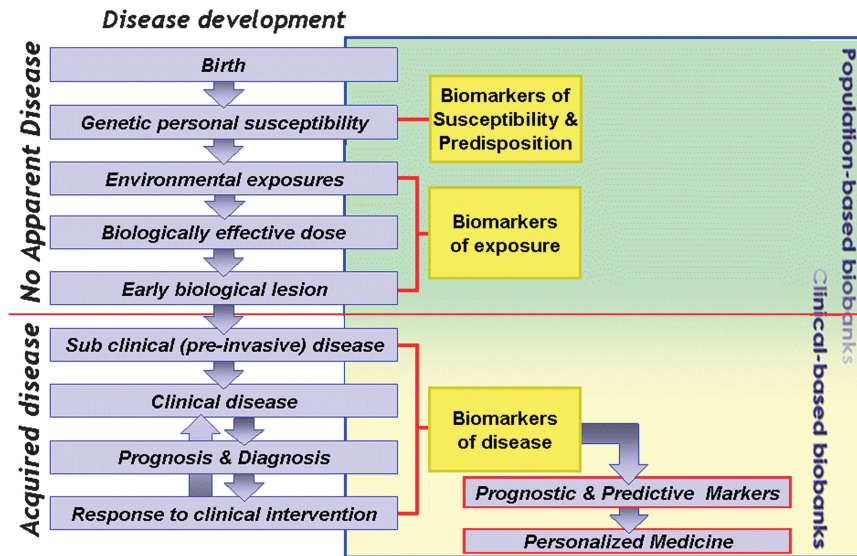 Disease development
No Apparent Disease
Acquired disease
Birth
Genetic personal susceptibility
Environmental exposures
Biologically effective dose
Early biological lesion
Sub clinical (pre-invasive) disease
Clinical disease
Prognosis & Diagnosis
Response to clinical intervention
Biomarkers of
Susceptibility &
Predisposition
Biomarkers
of exposure
Biomarkers
of disease
Prognostic & Predictive Markers
Personalized Medicine
Population-based biobanks
Clinical-based biobanks